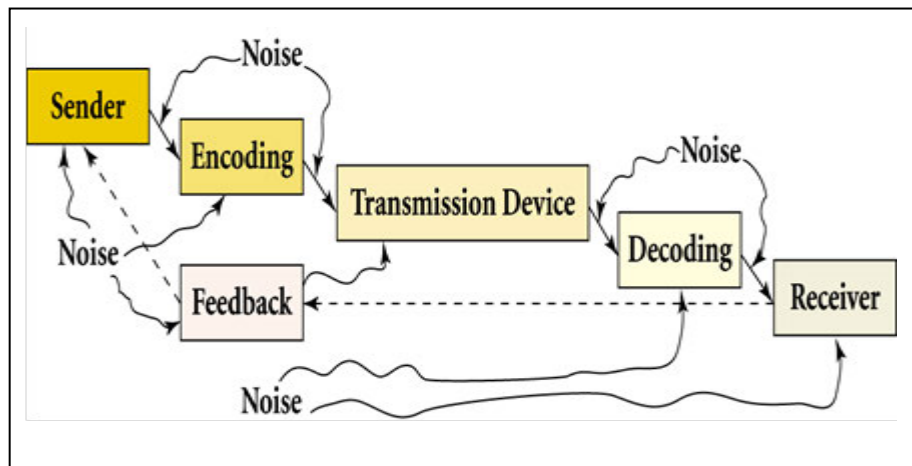 Noise
Sender
Encoding
Noise
Transmission Device
Noise
Decoding
Feedback
Receiver
Noise